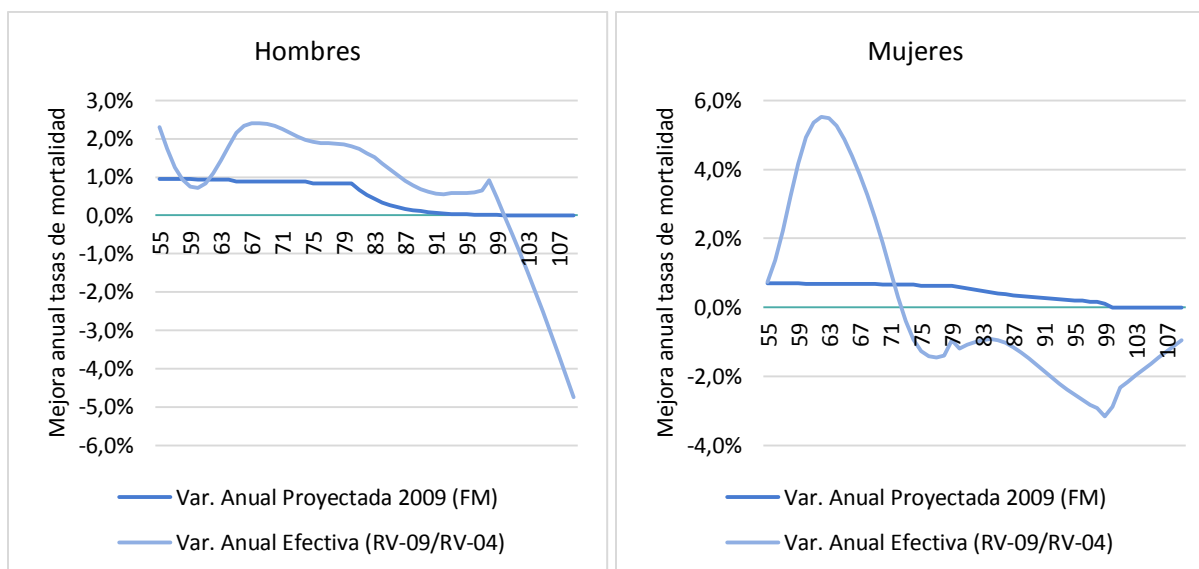 Hombres
Mejora anual tasas de mortalidad
3,0%
2,0%
1,0%
0,0%
-1,0%
-2,0%
-3,0%
-4,0%
-5,0%
-6,0%
55 59 63 67 71 75 79 83 87 91 95 99 103 107
Var. Anual Proyectada 2009 (FM)
Var. Anual Efectiva (RV-09/RV-04)
Mujeres
Mejora anual tasas de mortalidad
6,0%
4,0%
2,0%
0,0%
-2,0%
-4,0%
55 59 63 67 71 75 79 83 87 91 95 99 103 107
Var. Anual Proyectada 2009 (FM)
Var. Anual Efectiva (RV-09/RV-04)